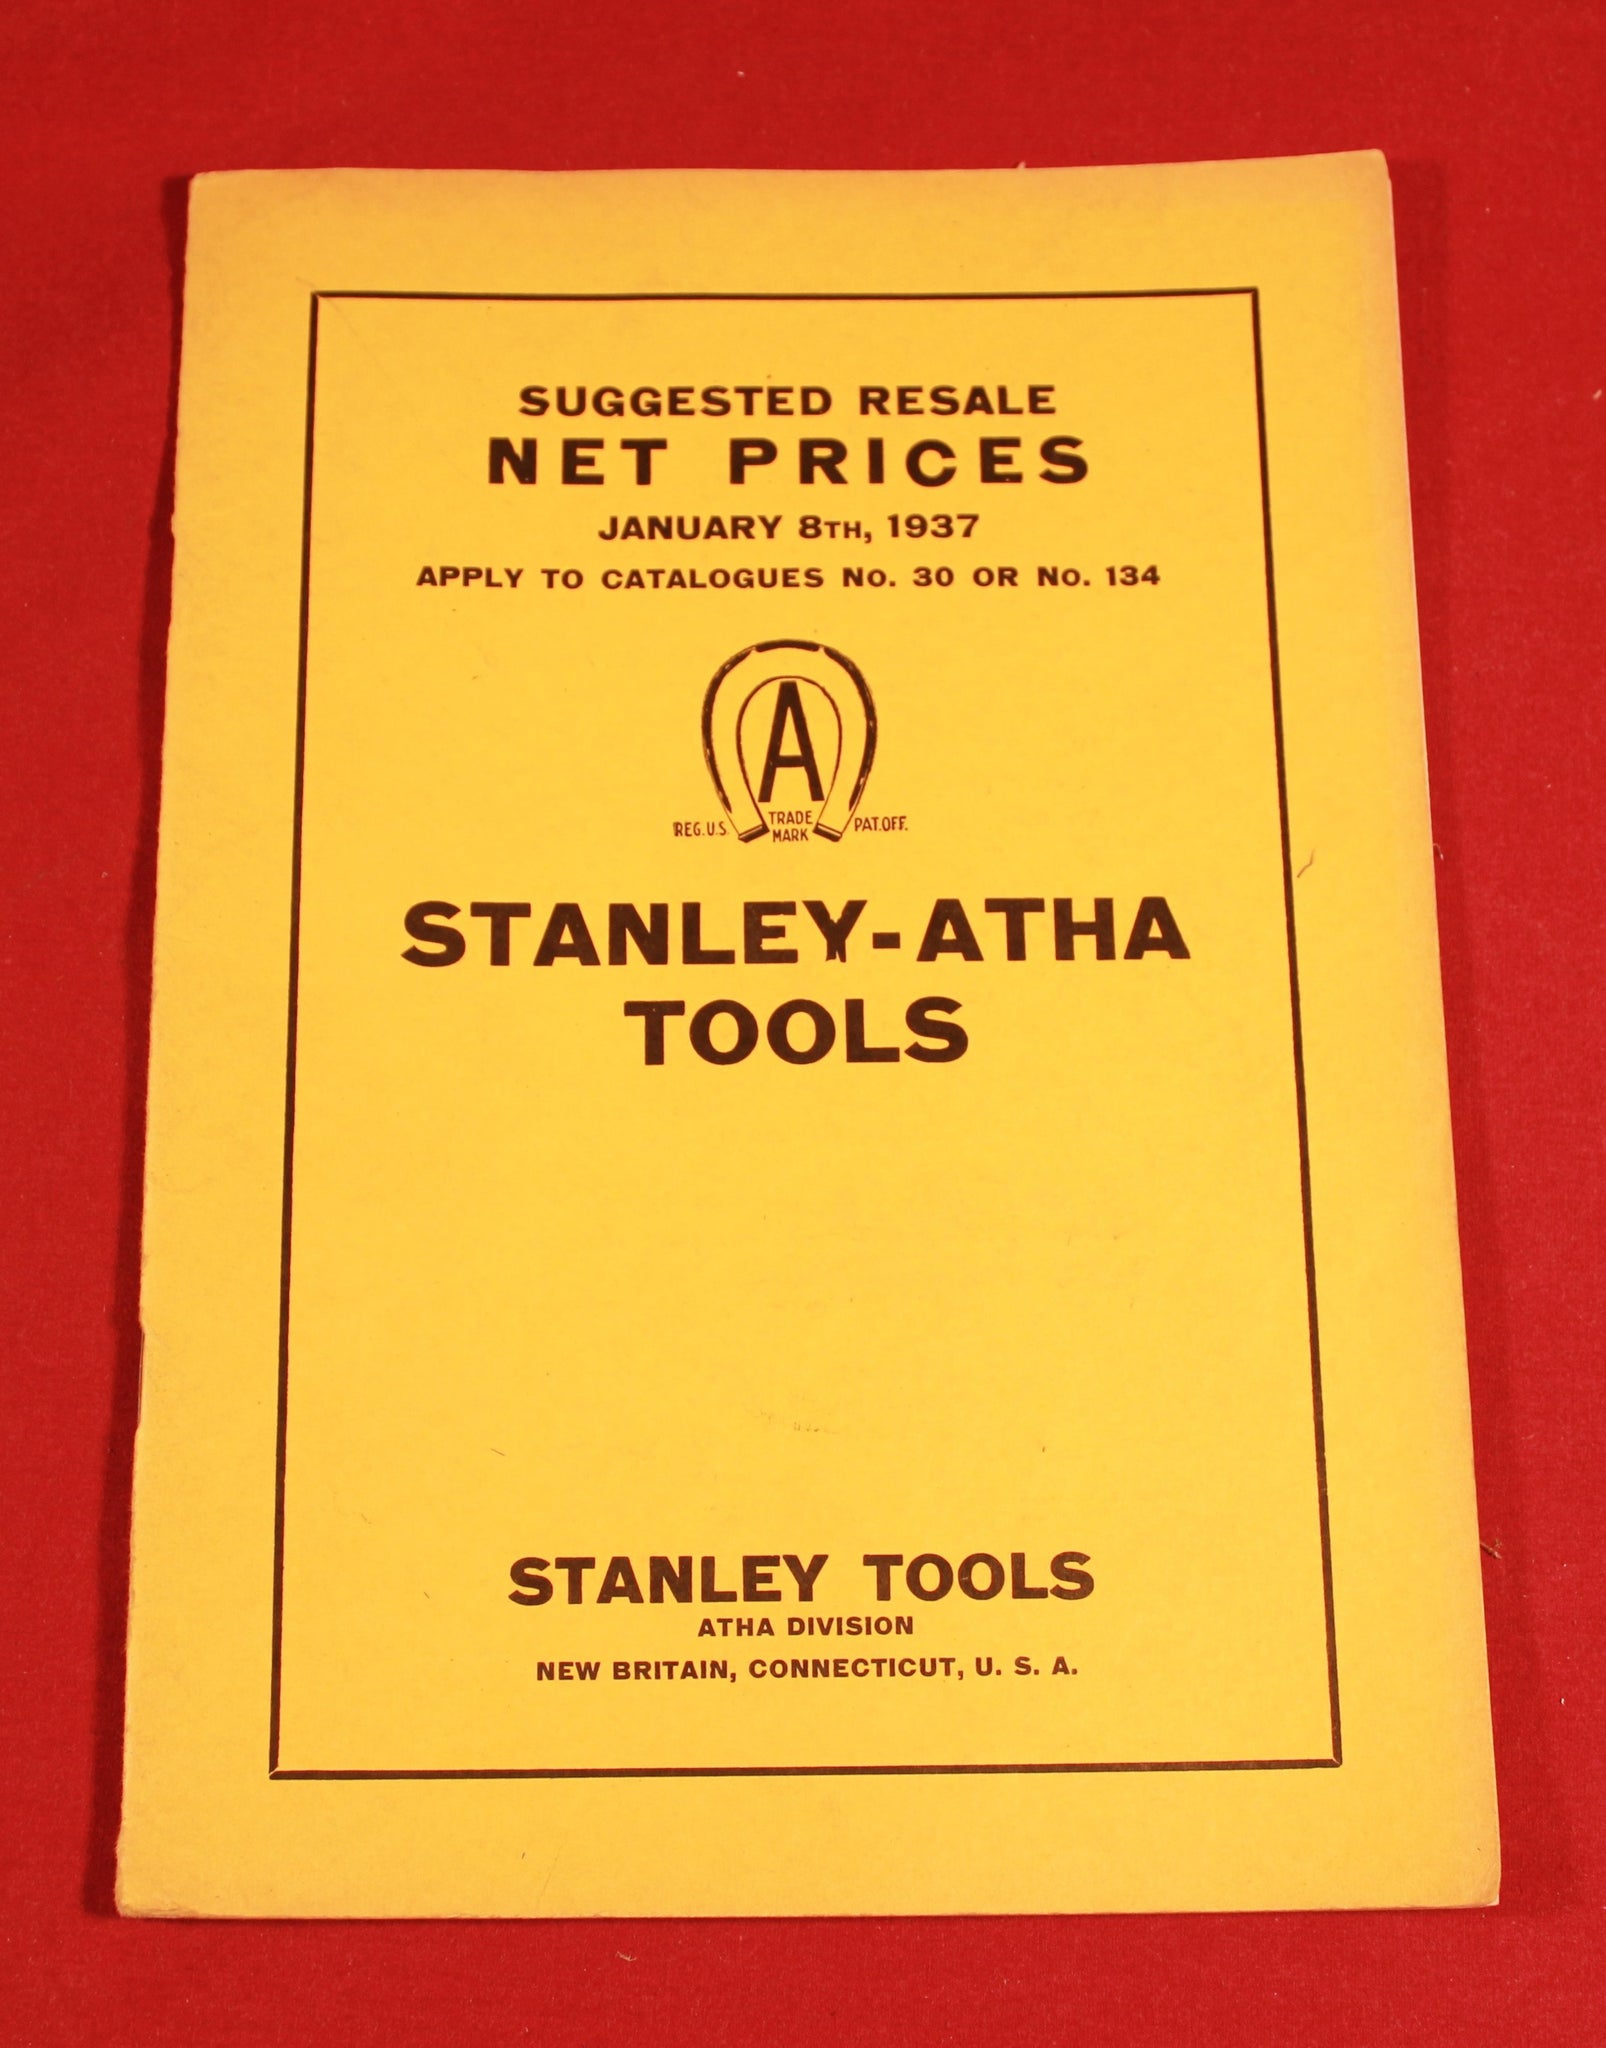 SUGGESTED RESALE
NET PRICES
JANUARY 8TH, 1937
APPLY TO CATALOGUES NO. 30 OR NO. 134
A
REG. U.S. TRADE MARK PAT. OFF.
STANLEY-ATHA
TOOLS
STANLEY TOOLS
ATHA DIVISION
NEW BRITAIN, CONNECTICUT, U. S. A.